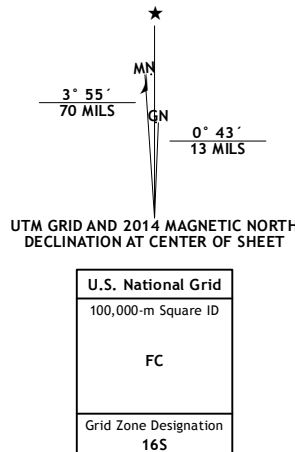 ★
MN
GN
3° 55´
70 MILS
0° 43´
13 MILS
UTM GRID AND 2014 MAGNETIC NORTH
DECLINATION AT CENTER OF SHEET
U.S. National Grid
100,000-m Square ID
FC
Grid Zone Designation
16S